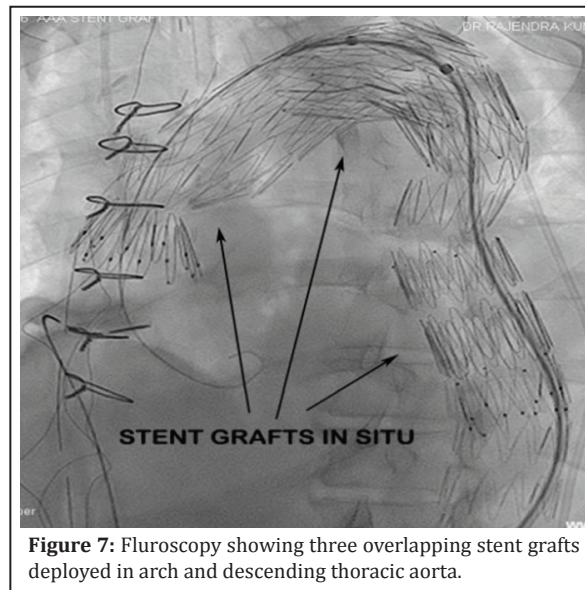 6 AAA STENT GRAFT
DR.RAJENDRA KU
STENT GRAFTS IN SITU
Figure 7: Fluroscopy showing three overlapping stent grafts
deployed in arch and descending thoracic aorta.